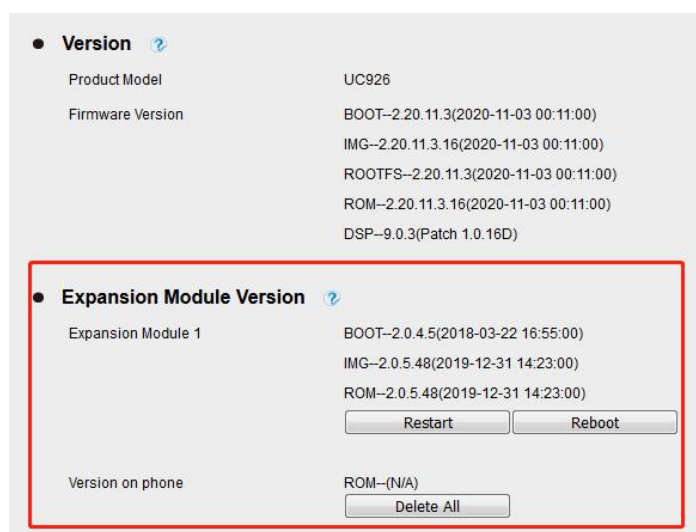 Version
Product Model UC926
Firmware Version BOOT--2.20.11.3(2020-11-03 00:11:00)
IMG--2.20.11.3.16(2020-11-03 00:11:00)
ROOTFS--2.20.11.3(2020-11-03 00:11:00)
ROM--2.20.11.3.16(2020-11-03 00:11:00)
DSP--9.0.3(Patch 1.0.16D)
Expansion Module Version
Expansion Module 1 BOOT--2.0.4.5(2018-03-22 16:55:00)
IMG--2.0.5.48(2019-12-31 14:23:00)
ROM--2.0.5.48(2019-12-31 14:23:00)
Restart Reboot
Version on phone ROM--(N/A)
Delete All